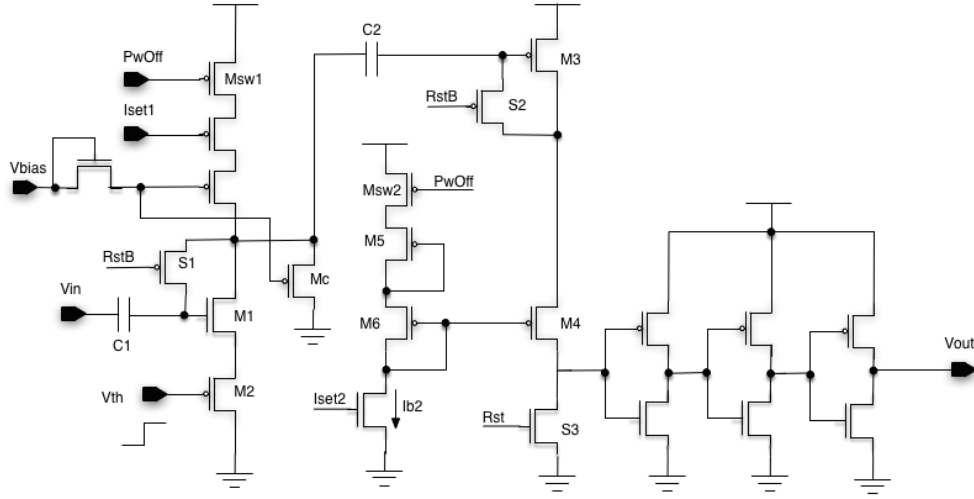 C2
PwOff
Msw1
M3
RstB
S2
Iset1
Vbias
Msw2
PwOff
M5
RstB
S1
Mc
Vin
M1
M6
M4
Vout
C1
Vth
M2
Iset2
Ib2
Rst
S3